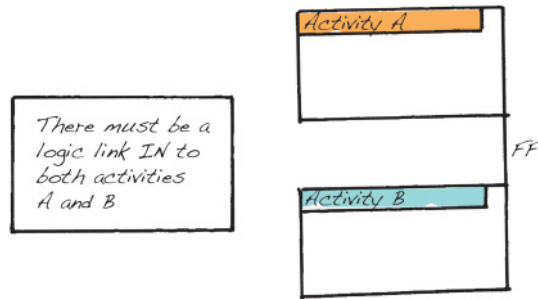 There must be a
logic link IN to
both activities
A and B
Activity A
FF
Activity B